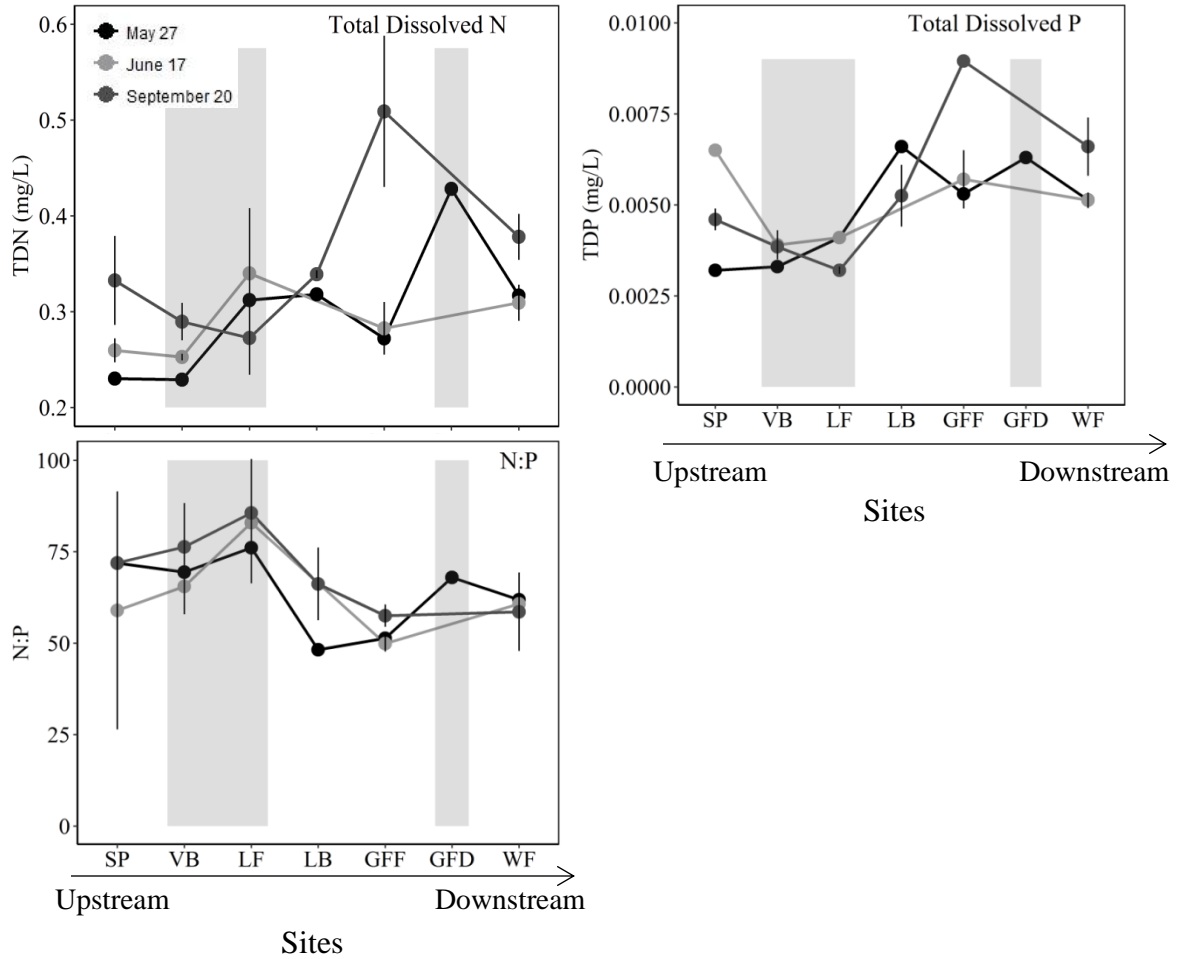 Total Dissolved N
May 27
June 17
September 20
0.6
0.5
0.4
0.3
0.2
TDN (mg/L)
Total Dissolved P
0.0100
0.0075
0.0050
0.0025
0.0000
TDP (mg/L)
SP VB LF LB GFF GFD WF
Upstream Downstream
Sites
N:P
100
75
50
25
0
N:P
SP VB LF LB GFF GFD WF
Upstream Downstream
Sites